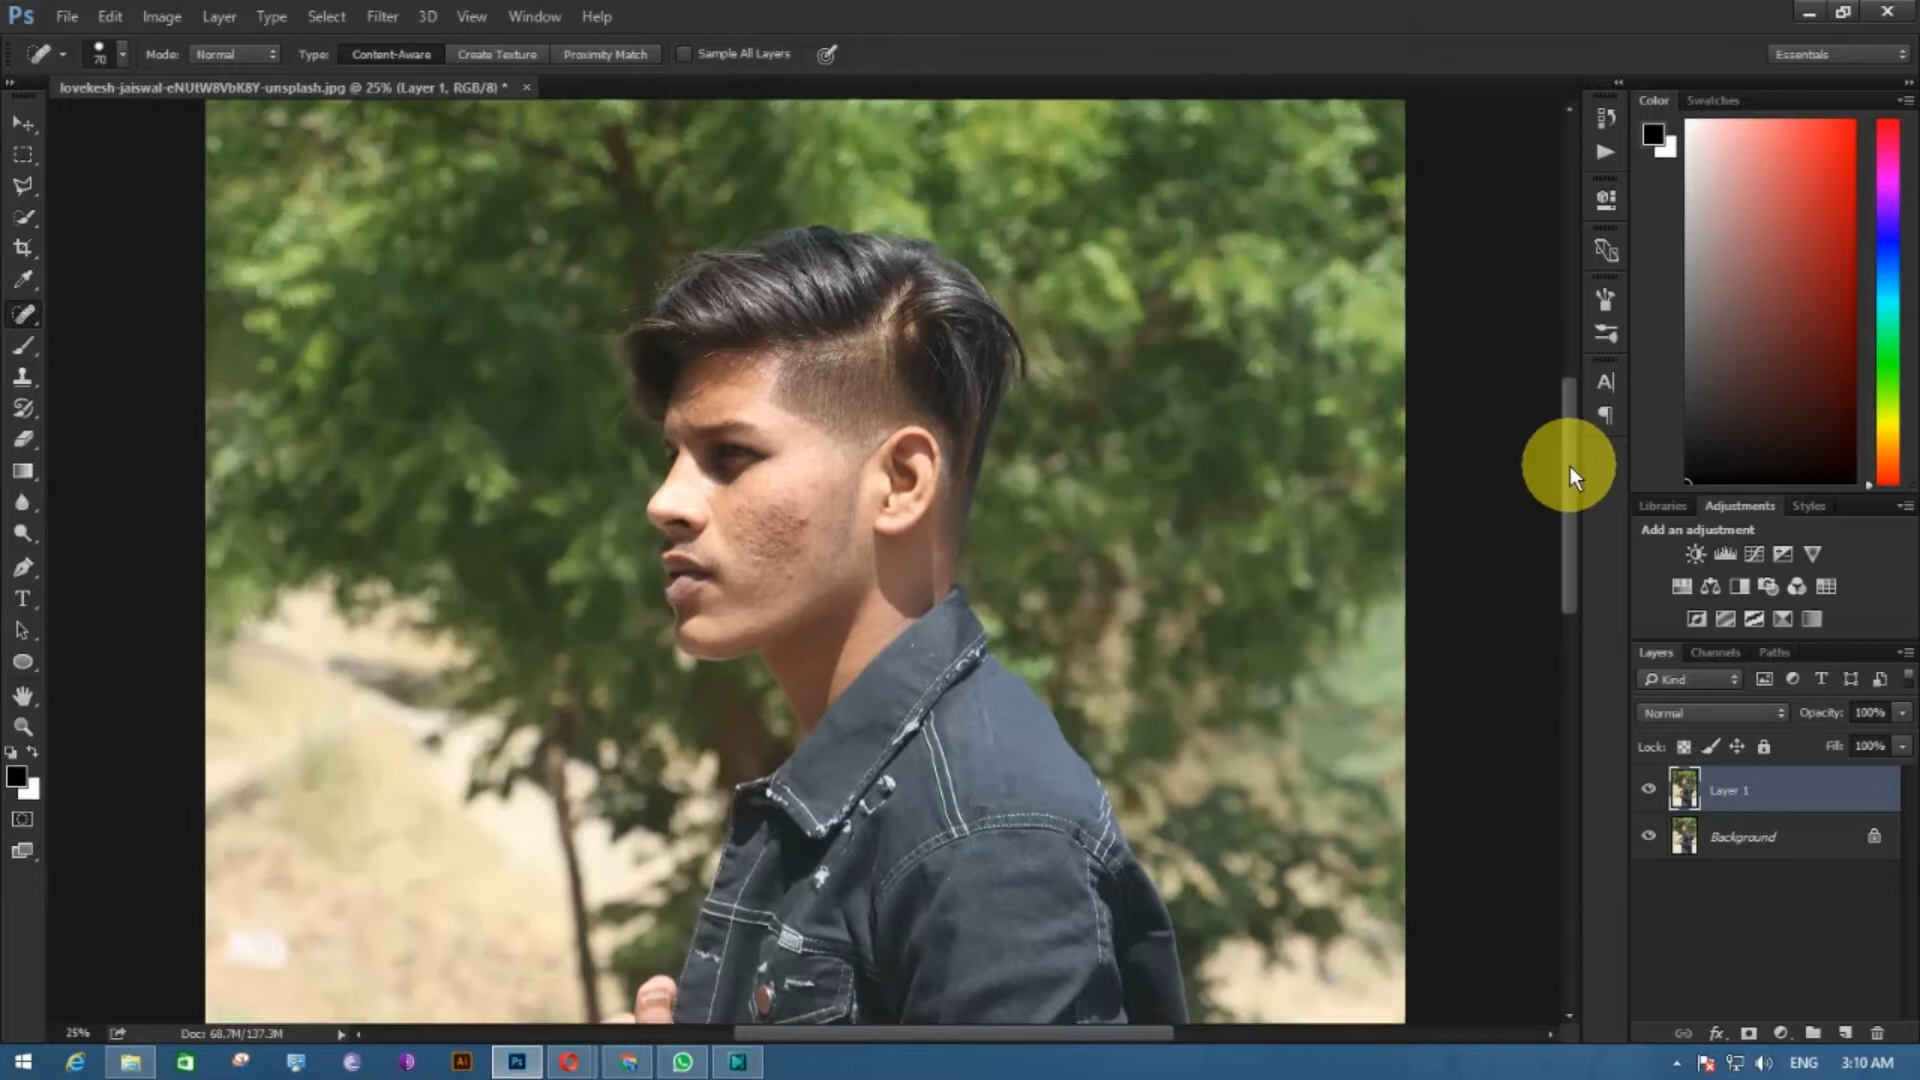 Ps File Edit Image Layer Type Select Filter 3D View Window Help
70 Mode: Normal Type: Content-Aware Create Texture Proximity Match Sample All Layers Essentials
lovekesh-jaiswal-eNUtW8VbK8Y-unsplash.jpg @ 25% (Layer 1, RGB/8) *
Color Swatches
Libraries Adjustments Styles
Add an adjustment
Layers Channels Paths
Kind
Normal Opacity: 100%
Lock: Fill: 100%
Layer 1
Background
25% Doc: 68.7M/137.3M
Ai Ps ENG 3:10 AM